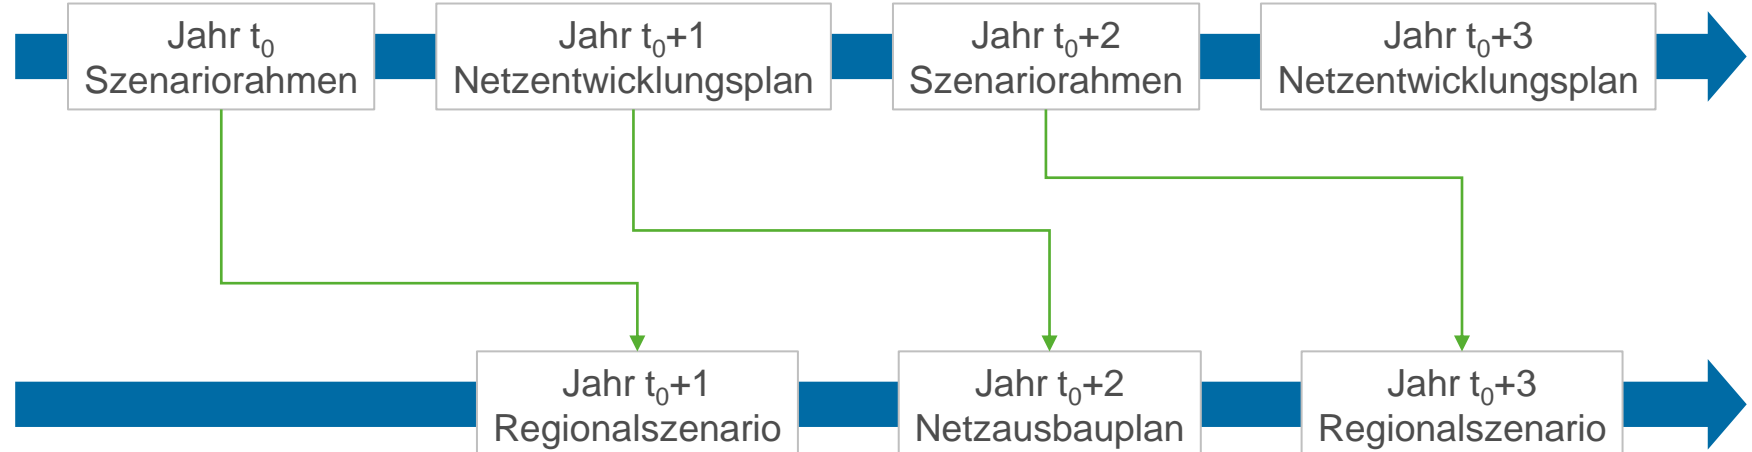 Jahr t₀
Szenariorahmen
Jahr t₀+1
Netzentwicklungsplan
Jahr t₀+2
Szenariorahmen
Jahr t₀+3
Netzentwicklungsplan
Jahr t₀+1
Regionalszenario
Jahr t₀+2
Netzausbauplan
Jahr t₀+3
Regionalszenario